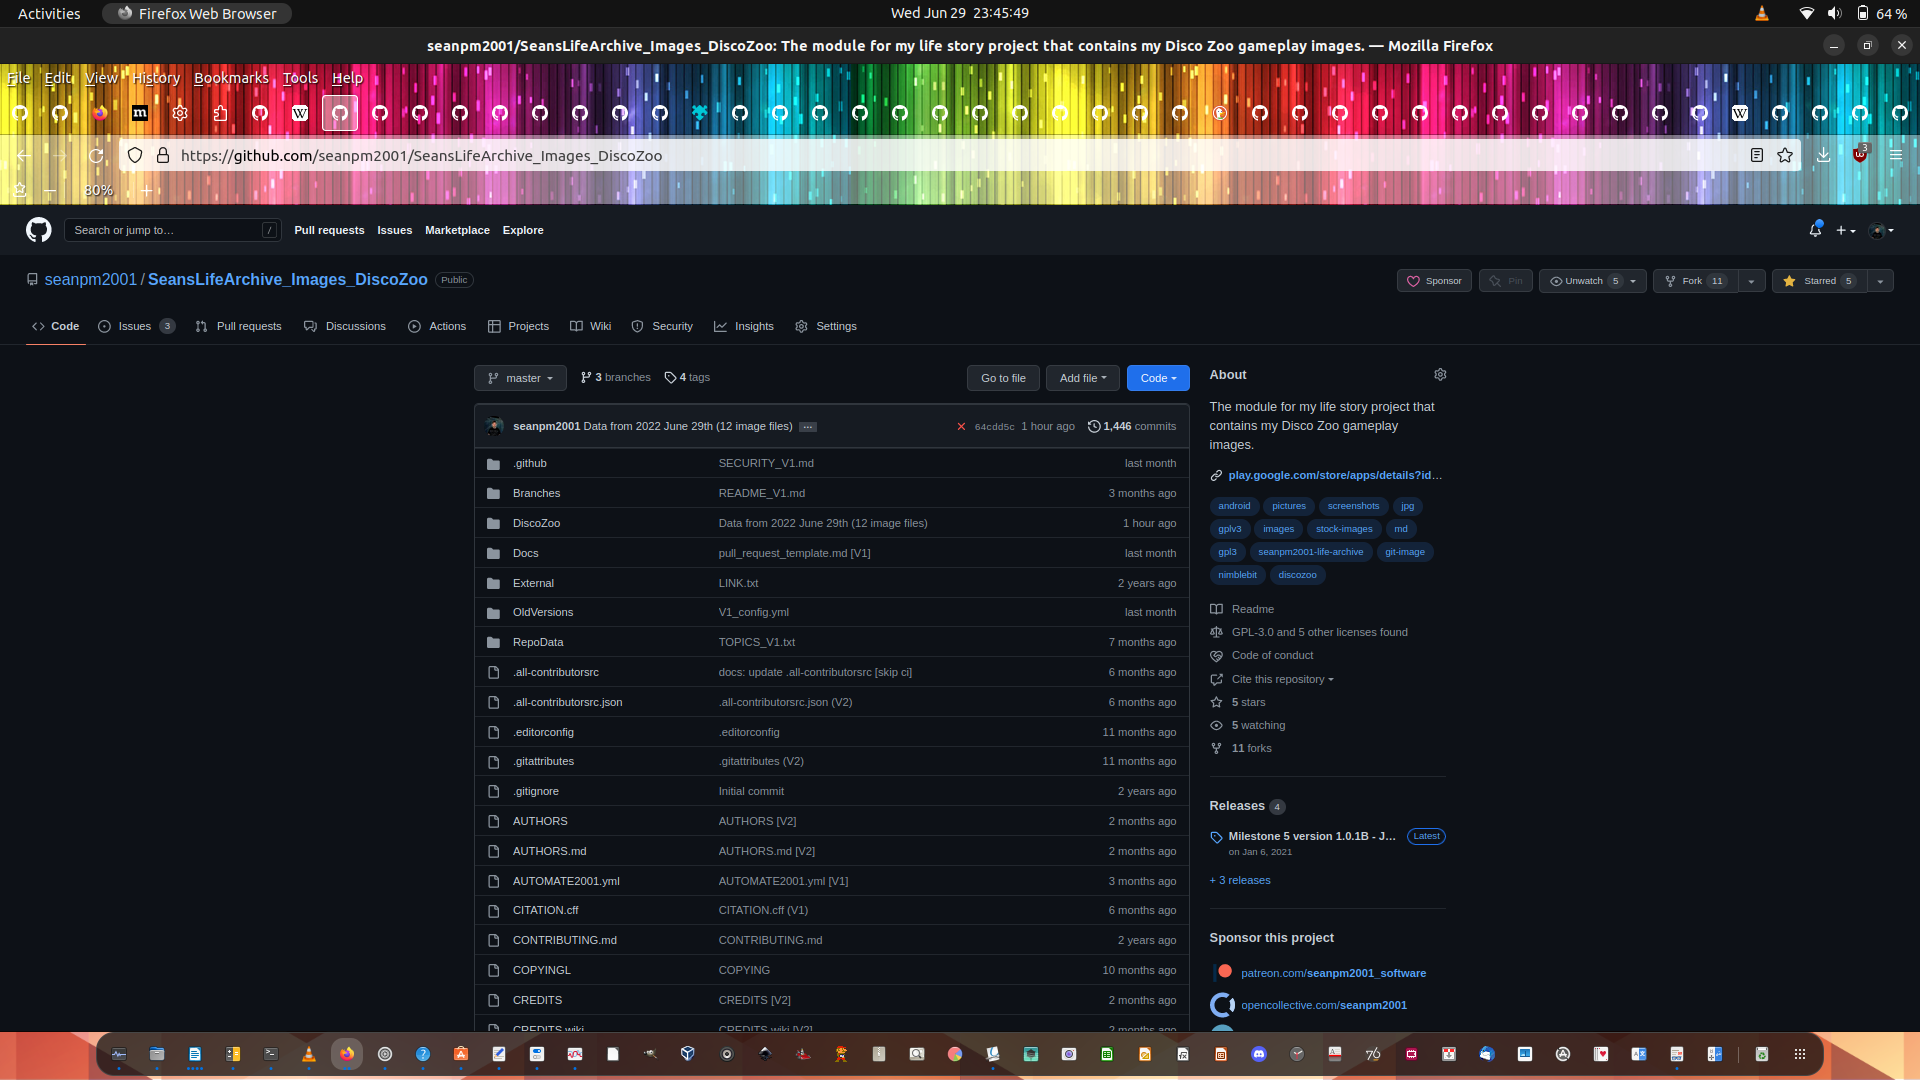 Activities
Firefox Web Browser
Wed Jun 29 23:45:49
64 %
seanpm2001/SeansLifeArchive_Images_DiscoZoo: The module for my life story project that contains my Disco Zoo gameplay images. — Mozilla Firefox
File Edit View History Bookmarks Tools Help
https://github.com/seanpm2001/SeansLifeArchive_Images_DiscoZoo
3
80%
Search or jump to… /
Pull requests Issues Marketplace Explore
seanpm2001 / SeansLifeArchive_Images_DiscoZoo Public
Sponsor Pin Unwatch 5 Fork 11 Starred 5
Code Issues 3 Pull requests Discussions Actions Projects Wiki Security Insights Settings
master 3 branches 4 tags Go to file Add file Code
seanpm2001 Data from 2022 June 29th (12 image files) ... 64cdd5c 1 hour ago 1,446 commits
.github SECURITY_V1.md last month
Branches README_V1.md 3 months ago
DiscoZoo Data from 2022 June 29th (12 image files) 1 hour ago
Docs pull_request_template.md [V1] last month
External LINK.txt 2 years ago
OldVersions V1_config.yml last month
RepoData TOPICS_V1.txt 7 months ago
.all-contributorsrc docs: update .all-contributorsrc [skip ci] 6 months ago
.all-contributorsrc.json .all-contributorsrc.json (V2) 6 months ago
.editorconfig .editorconfig 11 months ago
.gitattributes .gitattributes (V2) 11 months ago
.gitignore Initial commit 2 years ago
AUTHORS AUTHORS [V2] 2 months ago
AUTHORS.md AUTHORS.md [V2] 2 months ago
AUTOMATE2001.yml AUTOMATE2001.yml [V1] 3 months ago
CITATION.cff CITATION.cff (V1) 6 months ago
CONTRIBUTING.md CONTRIBUTING.md 2 years ago
COPYINGL COPYING 10 months ago
CREDITS CREDITS [V2] 2 months ago
CREDITS.wiki CREDITS.wiki [V2] 2 months ago
About
The module for my life story project that
contains my Disco Zoo gameplay
images.
play.google.com/store/apps/details?id…
android pictures screenshots jpg
gplv3 images stock-images md
gpl3 seanpm2001-life-archive git-image
nimblebit discozoo
Readme
GPL-3.0 and 5 other licenses found
Code of conduct
Cite this repository
5 stars
5 watching
11 forks
Releases 4
Milestone 5 version 1.0.1B - J… Latest
on Jan 6, 2021
+ 3 releases
Sponsor this project
patreon.com/seanpm2001_software
opencollective.com/seanpm2001